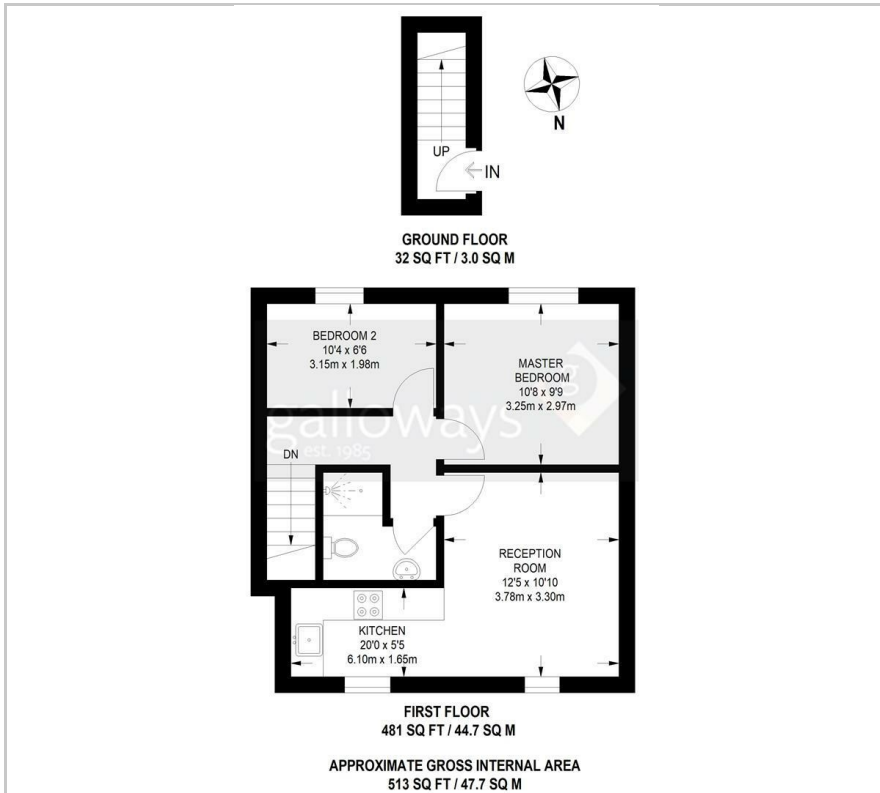 UP
IN
N
GROUND FLOOR
32 SQ FT / 3.0 SQ M
BEDROOM 2
10'4 x 6'6
3.15m x 1.98m
MASTER
BEDROOM
10'8 x 9'9
3.25m x 2.97m
g
galloways
est. 1985
DN
RECEPTION
ROOM
12'5 x 10'10
3.78m x 3.30m
KITCHEN
20'0 x 5'5
6.10m x 1.65m
FIRST FLOOR
481 SQ FT / 44.7 SQ M
APPROXIMATE GROSS INTERNAL AREA
513 SQ FT / 47.7 SQ M